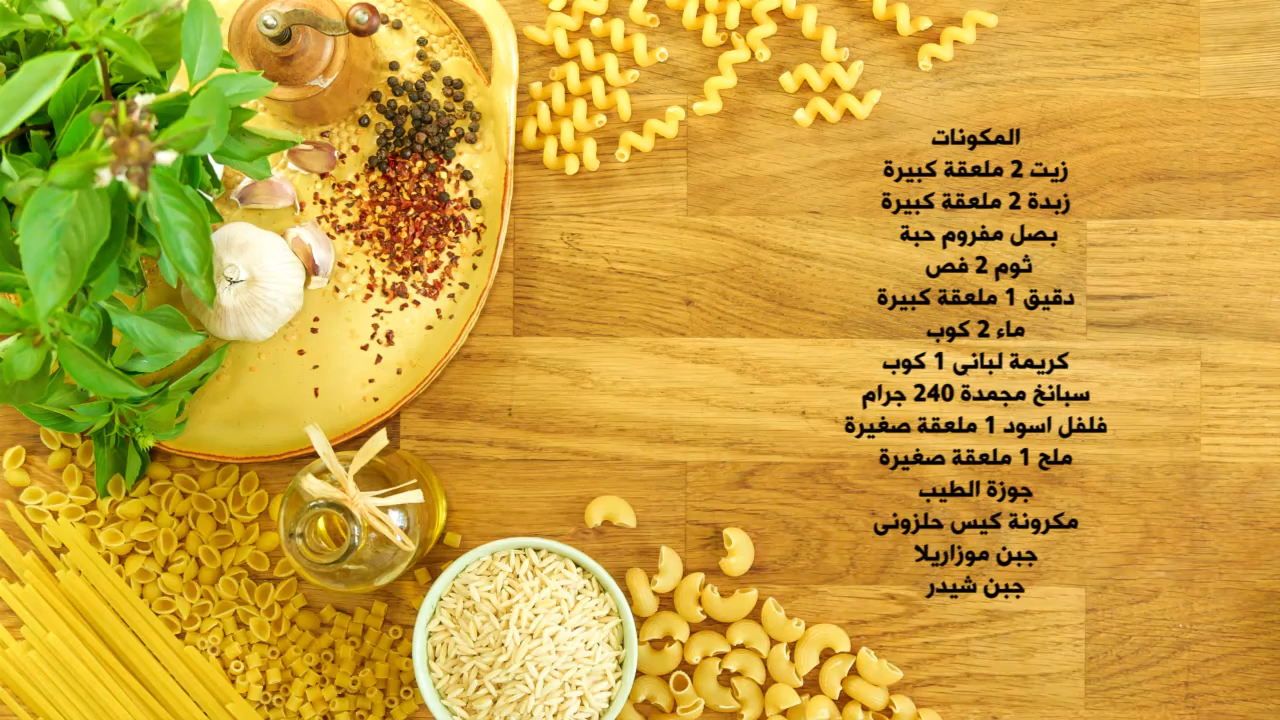 المكونات
زيت 2 ملعقة كبيرة
زبدة 2 ملعقة كبيرة
بصل مفروم حبة
ثوم 2 فص
دقيق 1 ملعقة كبيرة
ماء 2 كوب
كريمة لبانى 1 كوب
سبانخ مجمدة 240 جرام
فلفل اسود 1 ملعقة صغيرة
ملح 1 ملعقة صغيرة
جوزة الطيب
مكرونة كيس حلزونى
جبن موزاريلا
جبن شيدر